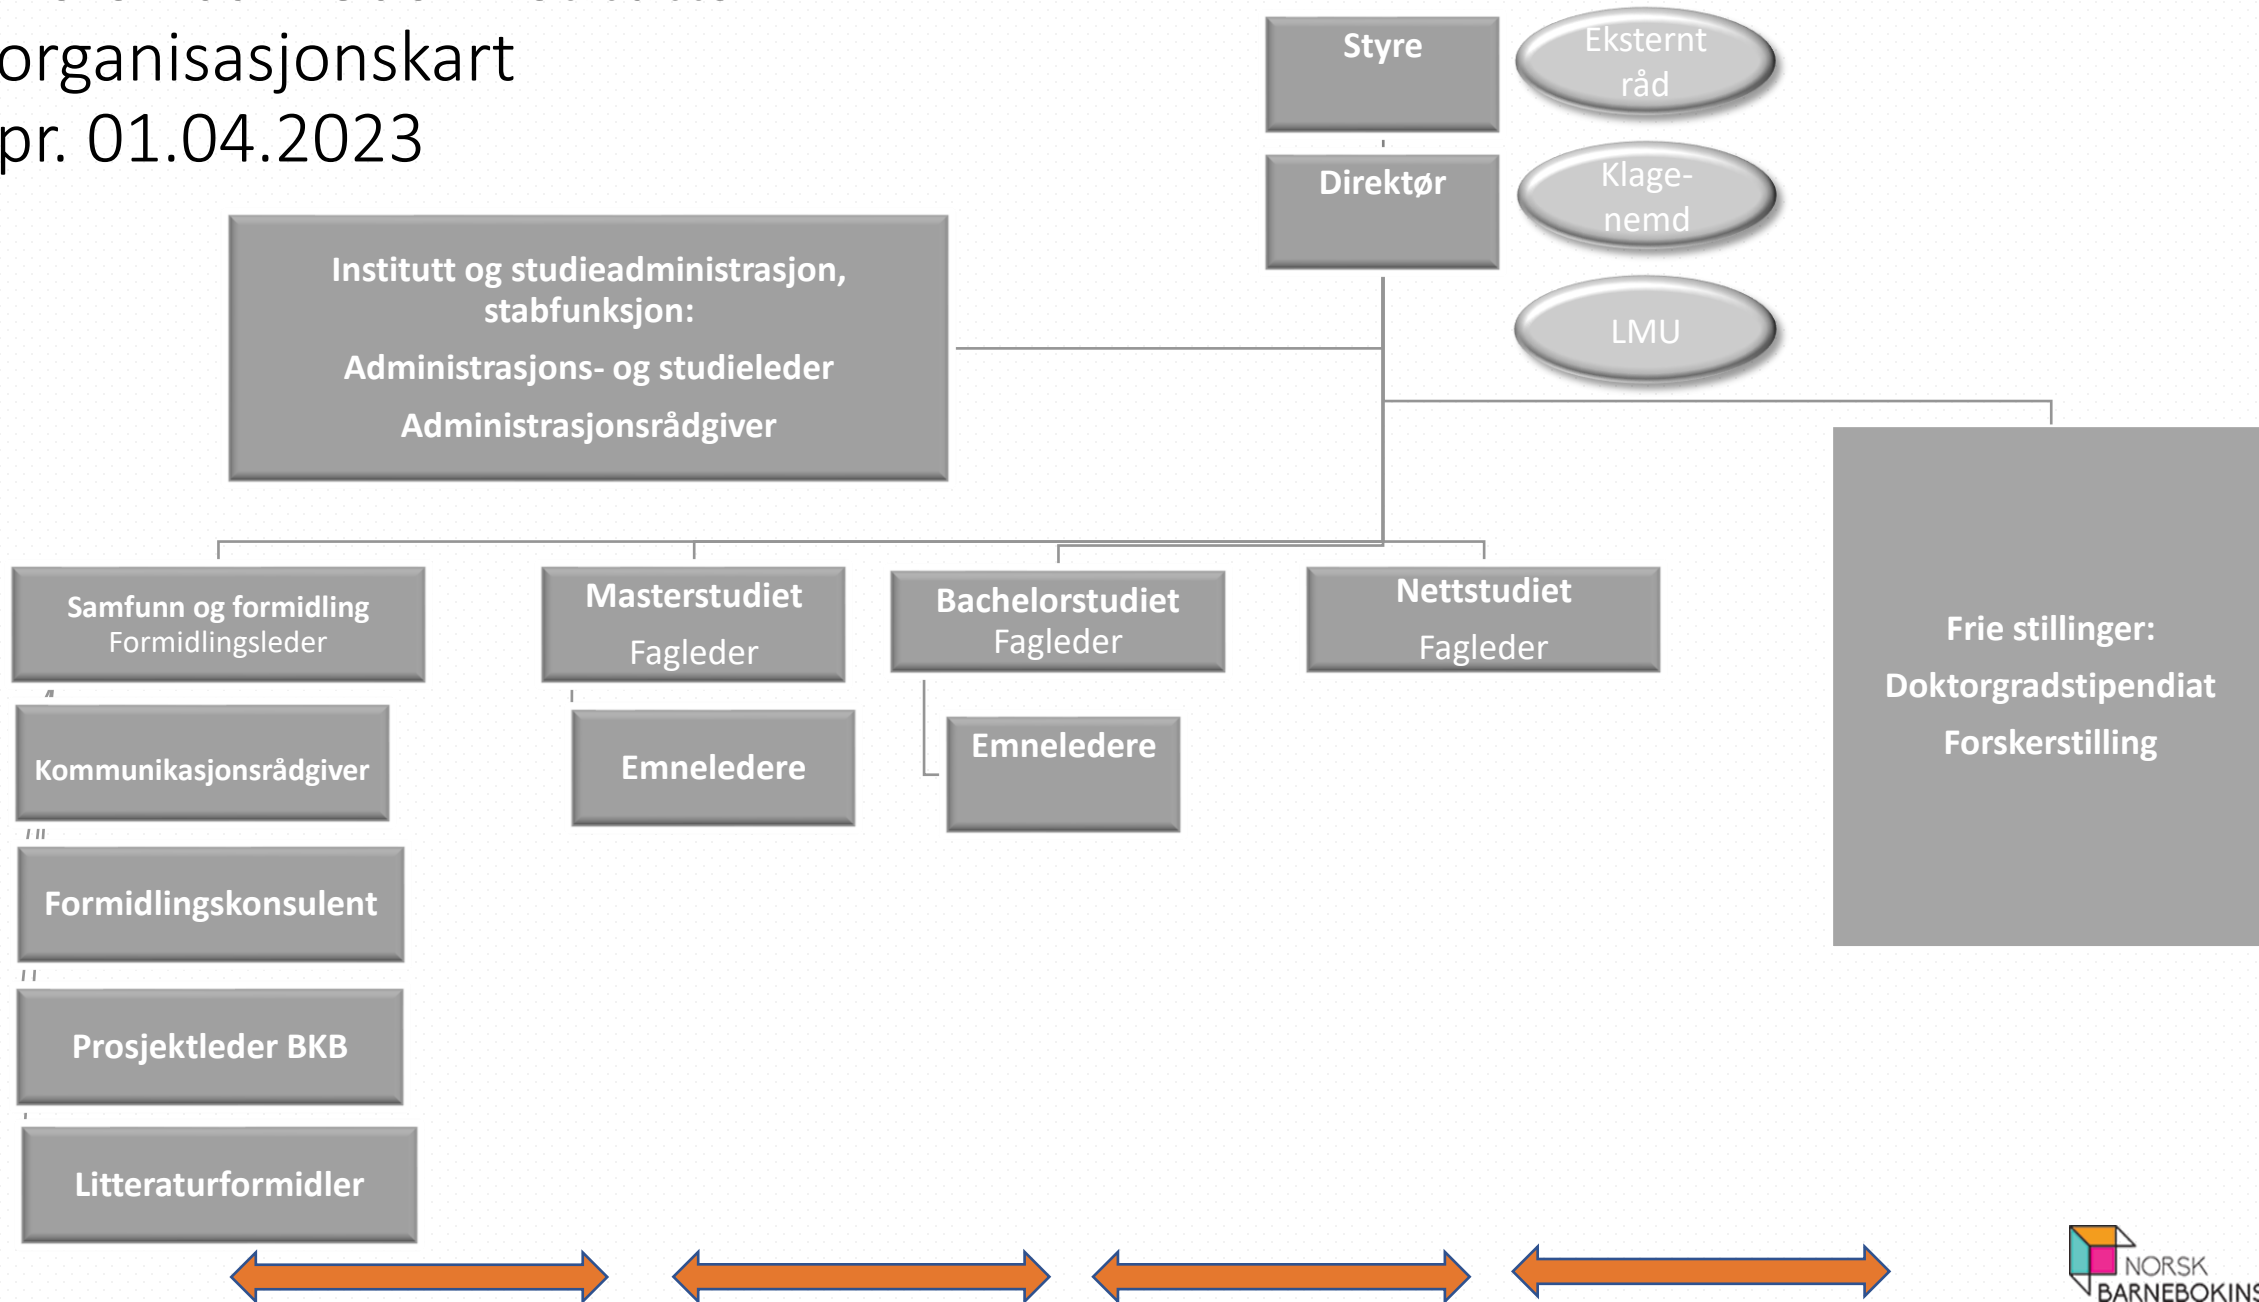 organisasjonskart
pr. 01.04.2023
Styre
Eksternt
råd
Direktør
Klage-
nemd
LMU
Institutt og studieadministrasjon,
stabfunksjon:
Administrasjons- og studieleder
Administrasjonsrådgiver
Samfunn og formidling
Formidlingsleder
Masterstudiet
Fagleder
Bachelorstudiet
Fagleder
Nettstudiet
Fagleder
Frie stillinger:
Doktorgradstipendiat
Forskerstilling
Kommunikasjonsrådgiver
Emneledere
Emneledere
Formidlingskonsulent
Prosjektleder BKB
Litteraturformidler
NORSK
BARNEBOKINS